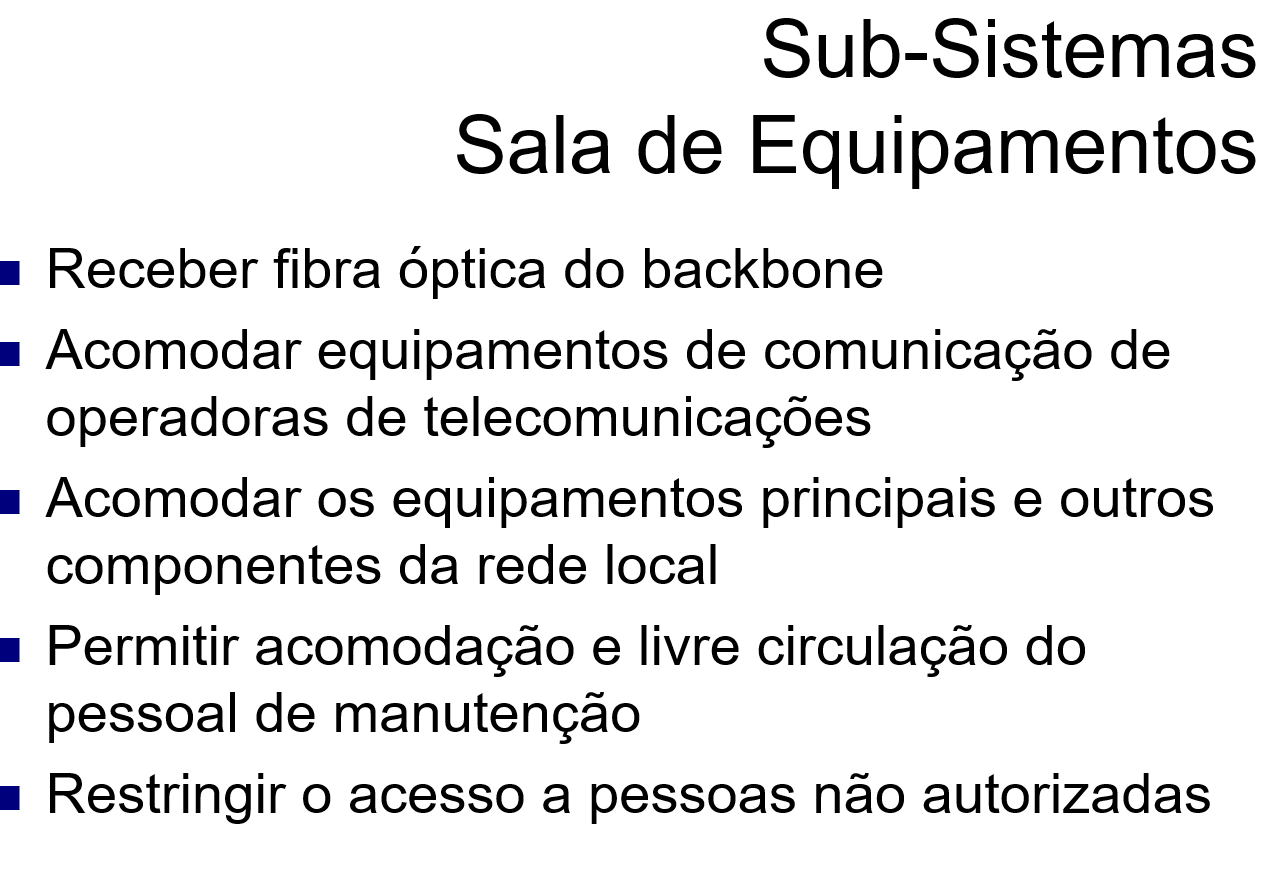 Sub-Sistemas
Sala de Equipamentos
Receber fibra óptica do backbone
Acomodar equipamentos de comunicação de
operadoras de telecomunicações
Acomodar os equipamentos principais e outros
componentes da rede local
Permitir acomodação e livre circulação do
pessoal de manutenção
Restringir o acesso a pessoas não autorizadas